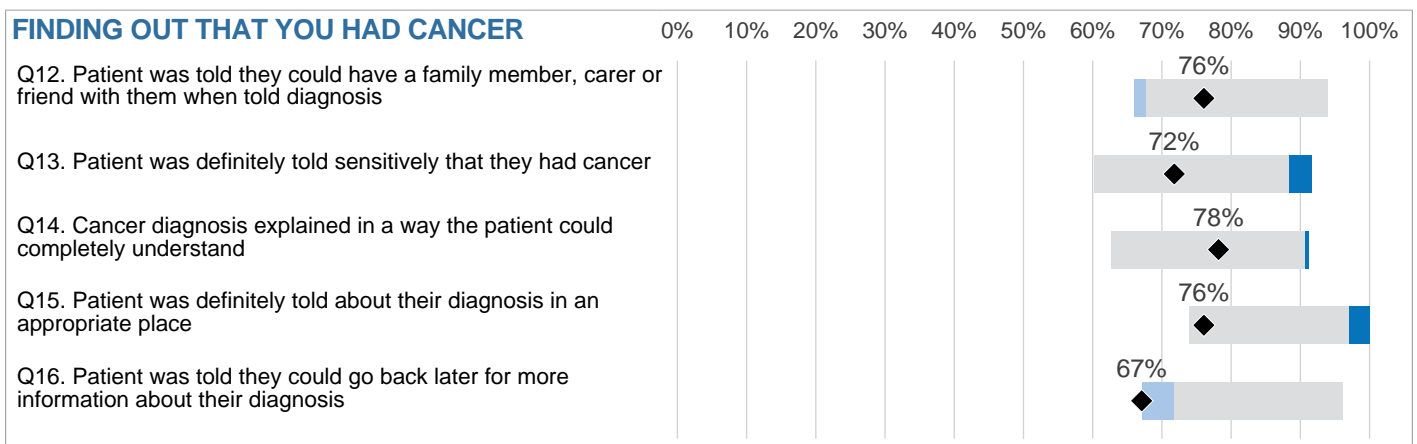 FINDING OUT THAT YOU HAD CANCER
0% 10% 20% 30% 40% 50% 60% 70% 80% 90% 100%
Q12. Patient was told they could have a family member, carer or
friend with them when told diagnosis
76%
Q13. Patient was definitely told sensitively that they had cancer
72%
Q14. Cancer diagnosis explained in a way the patient could
completely understand
78%
Q15. Patient was definitely told about their diagnosis in an
appropriate place
76%
Q16. Patient was told they could go back later for more
information about their diagnosis
67%